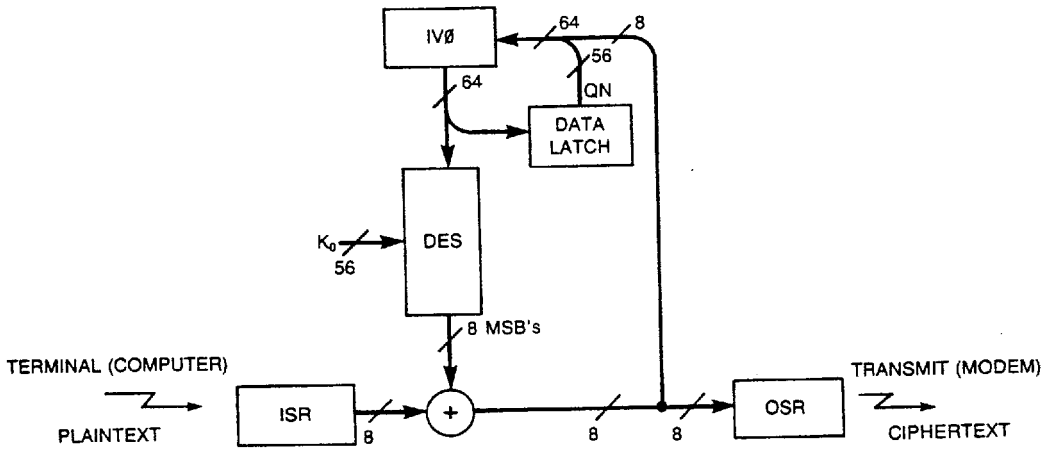 IVØ
64
8
56
QN
64
DATA
LATCH
K₀
56
DES
8 MSB's
TERMINAL (COMPUTER)
PLAINTEXT
ISR
8
+
8
8
OSR
TRANSMIT (MODEM)
CIPHERTEXT